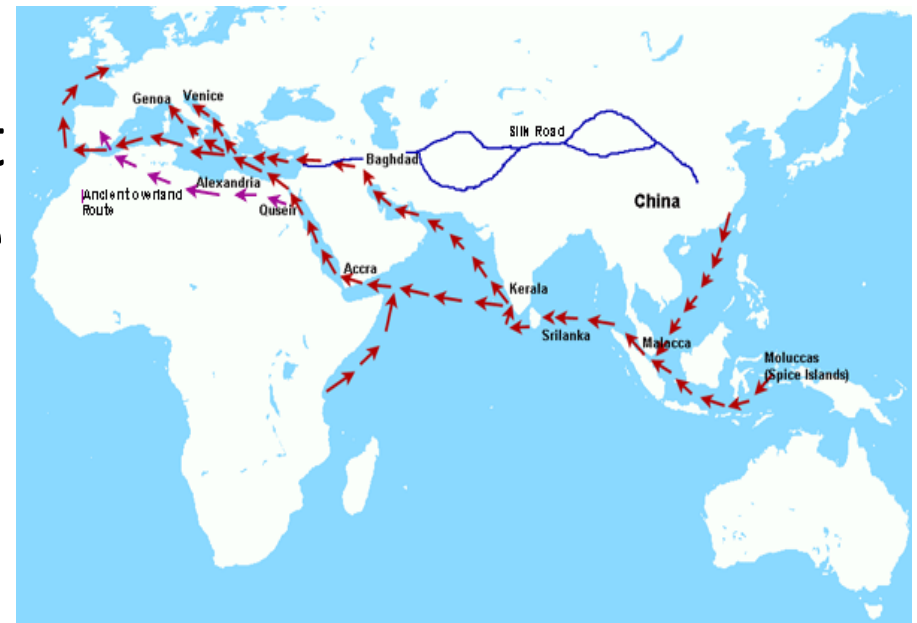 Genoa
Venice
Silk Road
Baghdad
Alexandria
Ancient overland
Route
Quseir
China
Accra
Kerala
Srilanka
Malacca
Moluccas
(Spice Islands)